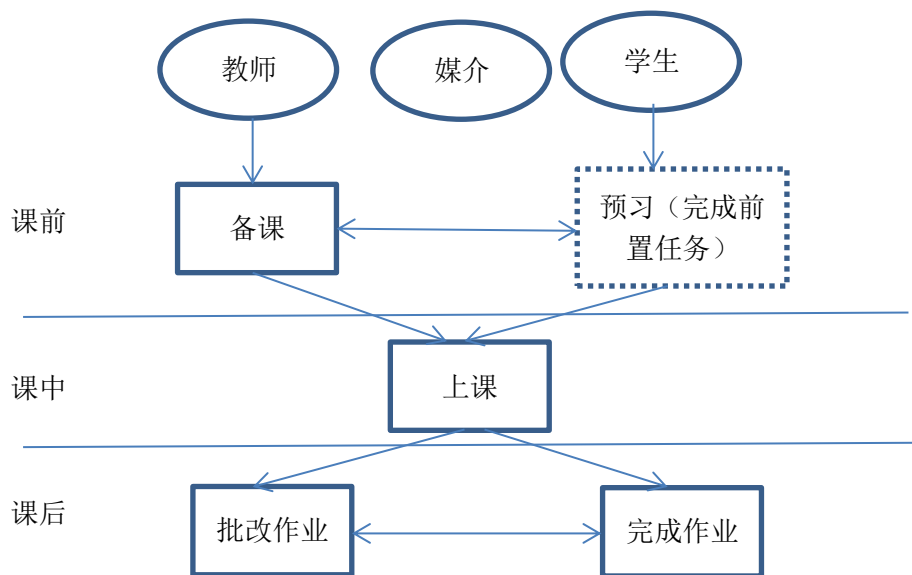 教师
媒介
学生
课前
备课
预习（完成前
置任务）
课中
上课
课后
批改作业
完成作业